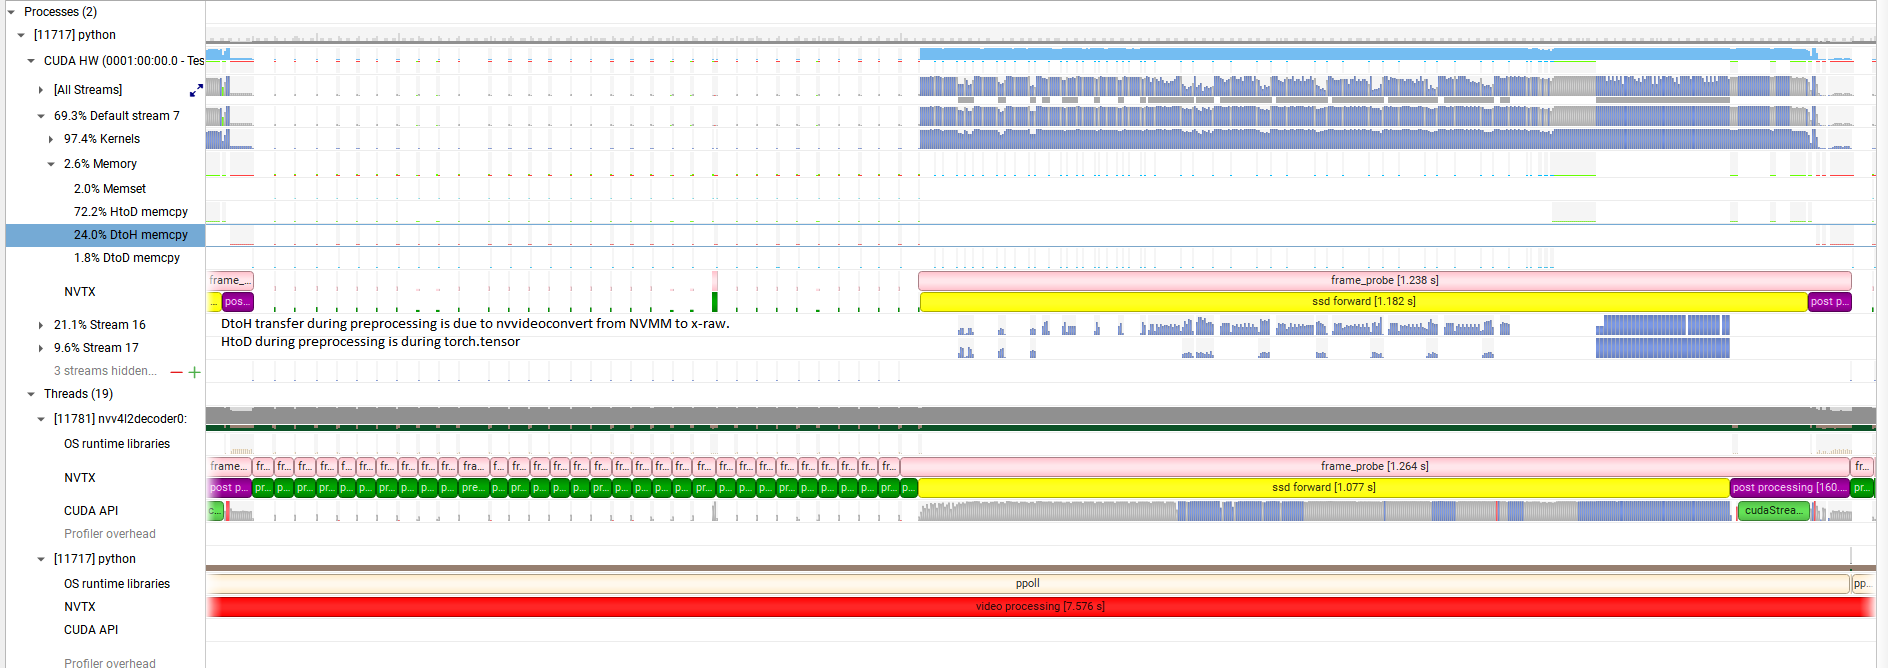 Processes (2)
[11717] python
CUDA HW (0001:00:00.0 - Tes
[All Streams]
69.3% Default stream 7
97.4% Kernels
2.6% Memory
2.0% Memset
72.2% HtoD memcpy
24.0% DtoH memcpy
1.8% DtoD memcpy
NVTX
frame_... frame_probe [1.238 s]
... pos... ssd forward [1.182 s] post p...
21.1% Stream 16
DtoH transfer during preprocessing is due to nvvideoconvert from NVMM to x-raw.
9.6% Stream 17
HtoD during preprocessing is during torch.tensor
3 streams hidden... — +
Threads (19)
[11781] nvv4l2decoder0:
OS runtime libraries
NVTX
frame... fr... fr... fr... fr... f... fr... fr... fr... fr... fra... f... fr... fr... fr... fr... fr... fr... fr... fr... fr... fr... fr... fr... fr... fr... fr... fr... fr... fr... frame_probe [1.264 s] fr...
post p... pr... p... pr... pr... p... p... p... p... p... pre... p... pr... p... p... p... pr... p... p... p... p... pr... p... pr... p... p... p... p... p... pr... p... ssd forward [1.077 s] post processing [160.... pr...
CUDA API
c... cudaStrea...
Profiler overhead
[11717] python
OS runtime libraries
ppoll pp...
NVTX
video processing [7.576 s]
CUDA API
Profiler overhead